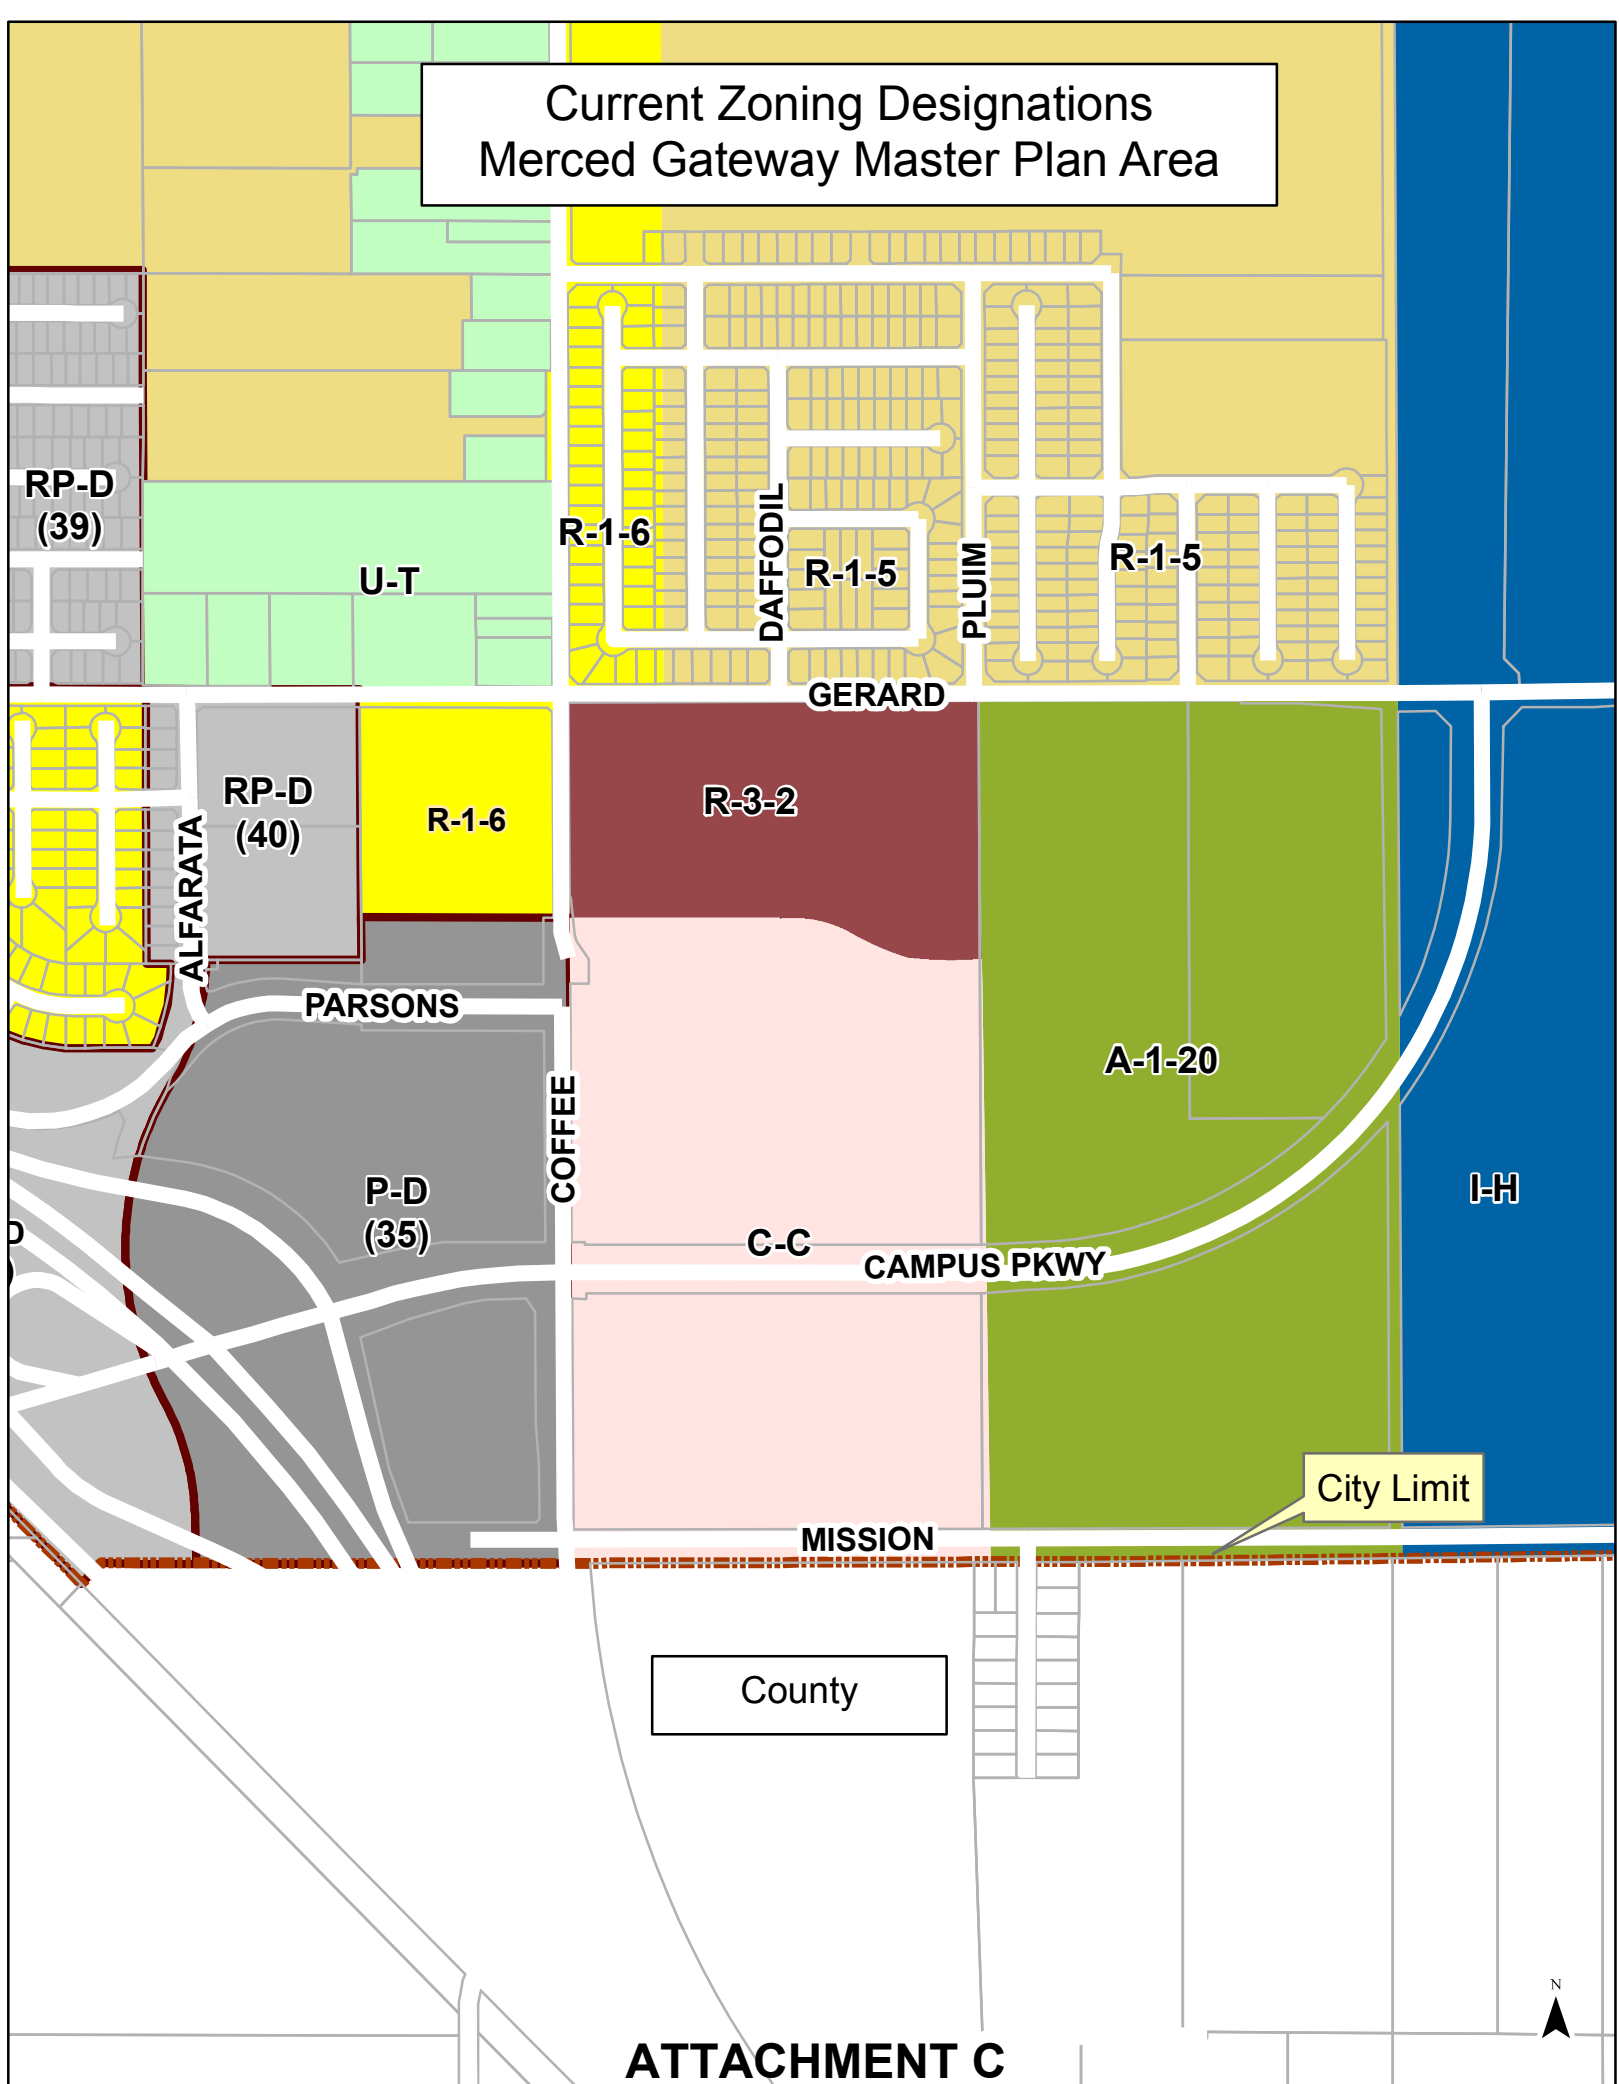 Current Zoning Designations
Merced Gateway Master Plan Area
RP-D
(39)
R-1-6
DAFFODIL
R-1-5
PLUIM
R-1-5
U-T
GERARD
RP-D
(40)
R-1-6
R-3-2
ALFARATA
PARSONS
COFFEE
A-1-20
P-D
(35)
I-H
D
)
C-C
CAMPUS PKWY
City Limit
MISSION
County
N
ATTACHMENT C